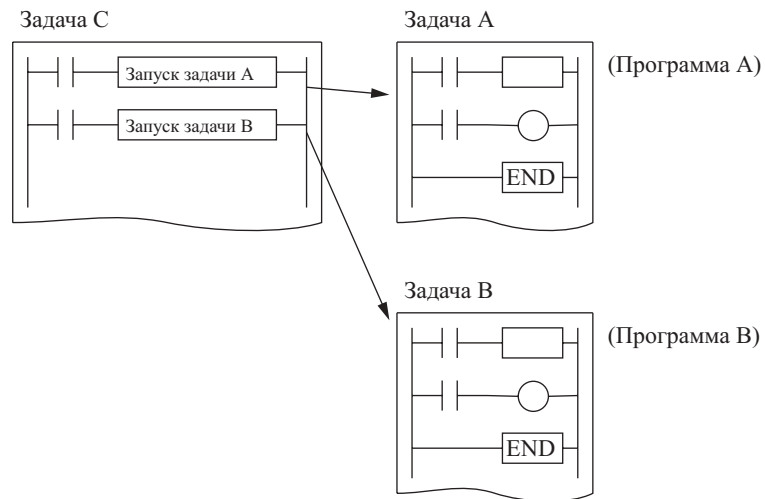 Задача C
Запуск задачи A
Запуск задачи B
Задача A
(Программа A)
END
Задача B
(Программа B)
END